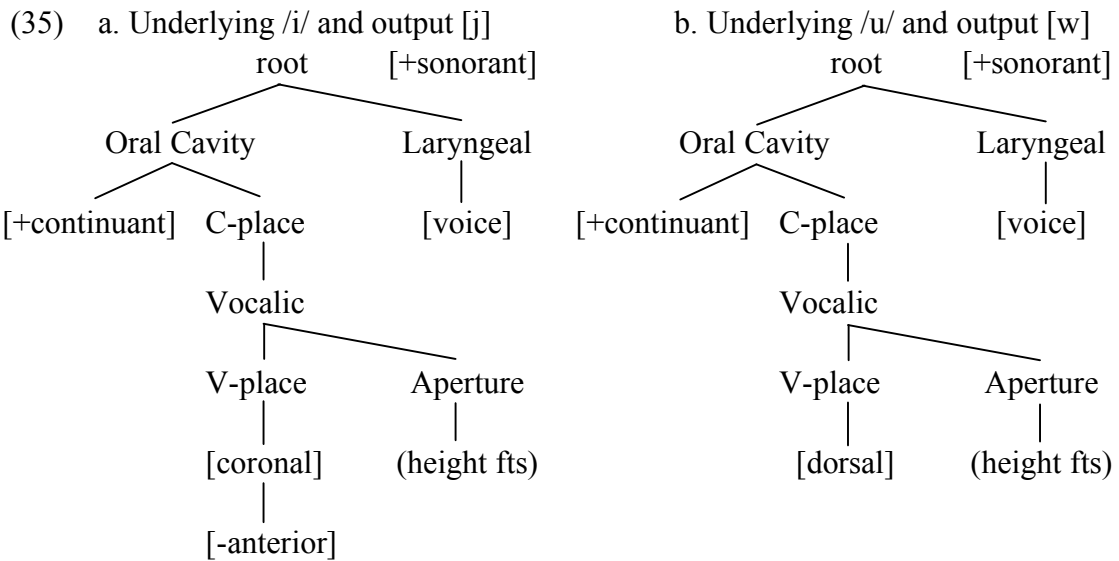 (35) a. Underlying /i/ and output [j] b. Underlying /u/ and output [w]
root [+sonorant] root [+sonorant]
Oral Cavity Laryngeal Oral Cavity Laryngeal
[+continuant] C-place [voice] [+continuant] C-place [voice]
Vocalic Vocalic
V-place Aperture V-place Aperture
[coronal] (height fts) [dorsal] (height fts)
[-anterior]